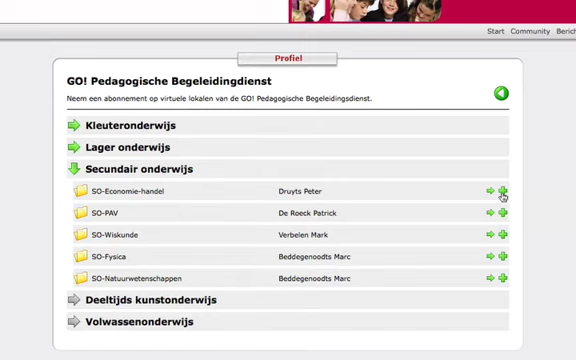 Start Community Berichten
Profiel
GO! Pedagogische Begeleidingdienst
Neem een abonnement op virtuele lokalen van de GO! Pedagogische Begeleidingsdienst.
Kleuteronderwijs
Lager onderwijs
Secundair onderwijs
SO-Economie-handel Druyts Peter
SO-PAV De Roeck Patrick
SO-Wiskunde Verbelen Mark
SO-Fysica Beddegenoodts Marc
SO-Natuurwetenschappen Beddegenoodts Marc
Deeltijds kunstonderwijs
Volwassenonderwijs